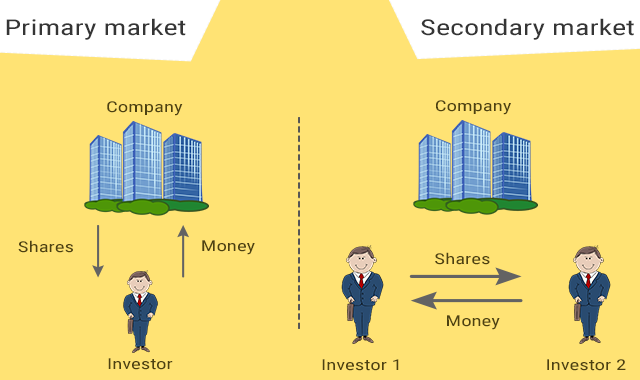 Primary market
Secondary market
Company
Shares
Money
Investor
Company
Shares
Money
Investor 1
Investor 2